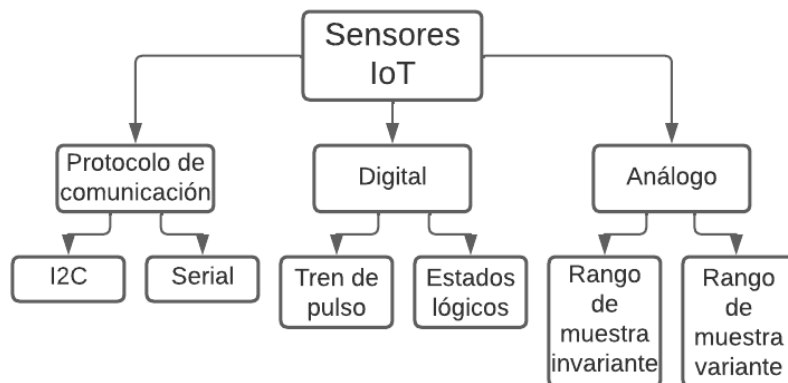 Sensores
IoT
Protocolo de
comunicación
Digital
Análogo
I2C
Serial
Tren de
pulso
Estados
lógicos
Rango
de
muestra
invariante
Rango
de
muestra
variante